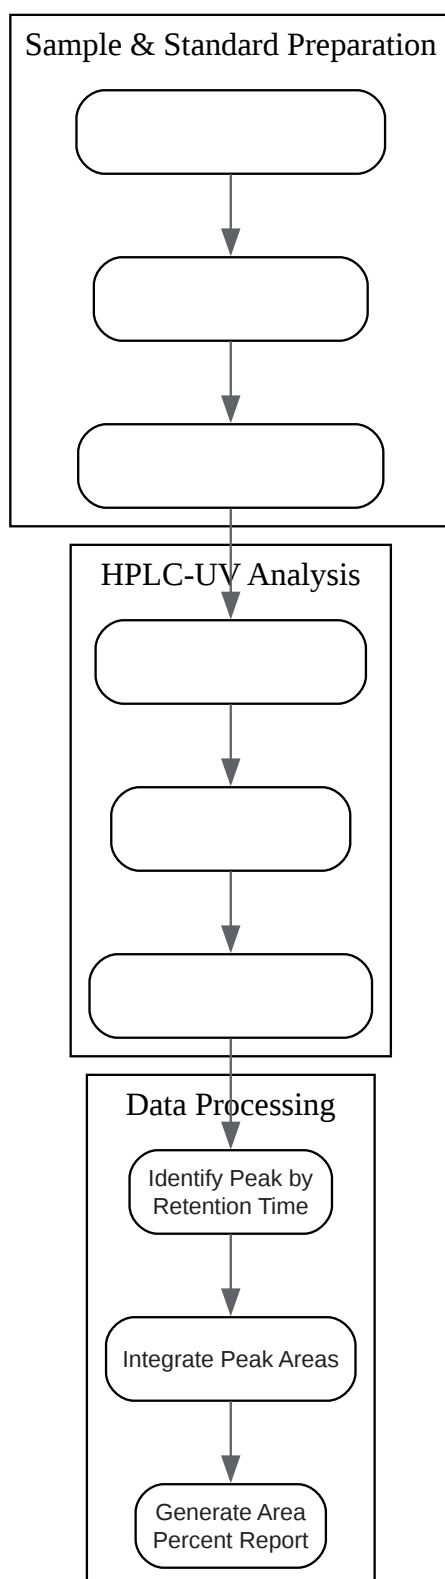 Sample & Standard Preparation
HPLC-UV Analysis
Data Processing
Identify Peak by
Retention Time
Integrate Peak Areas
Generate Area
Percent Report